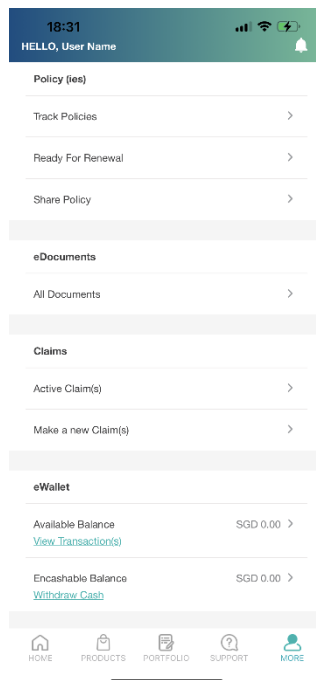 18:31
HELLO, User Name
Policy (ies)
Track Policies
Ready For Renewal
Share Policy
eDocuments
All Documents
Claims
Active Claim(s)
Make a new Claim(s)
eWallet
Available Balance SGD 0.00
View Transaction(s)
Encashable Balance SGD 0.00
Withdraw Cash
HOME PRODUCTS PORTFOLIO SUPPORT MORE